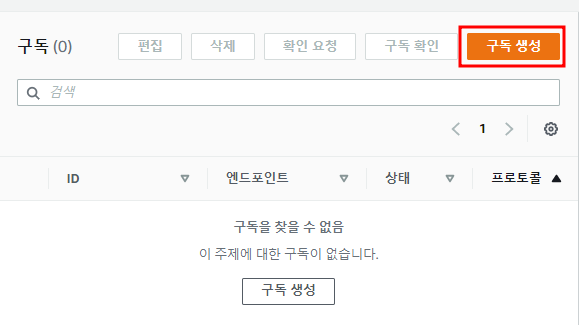 구독 (0) 편집 삭제 확인 요청 구독 확인 구독 생성
검색
1
ID 엔드포인트 상태 프로토콜
구독을 찾을 수 없음
이 주제에 대한 구독이 없습니다.
구독 생성